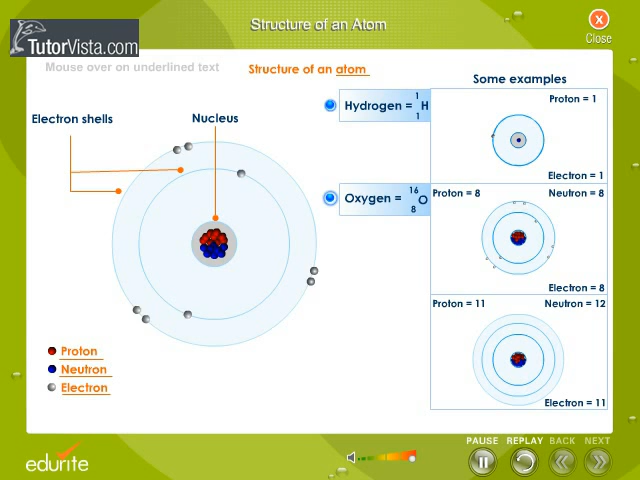 Structure of an Atom
TutorVista.com
Close
Mouse over on underlined text
Structure of an atom
Some examples
Electron shells
Nucleus
Hydrogen = 1 H 1
Proton = 1
Electron = 1
Oxygen = 16 O 8
Proton = 8 Neutron = 8
Electron = 8
Proton = 11 Neutron = 12
Electron = 11
Proton
Neutron
Electron
edurite
PAUSE REPLAY BACK NEXT